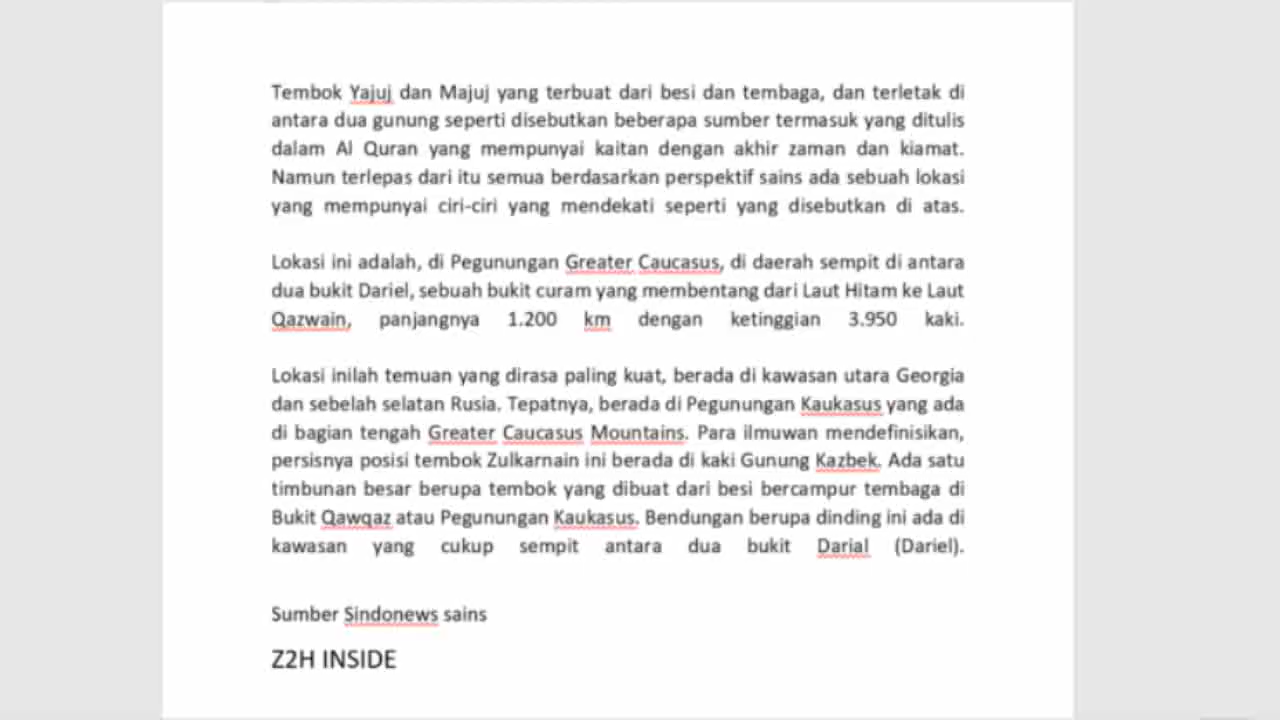 Tembok Yajuj dan Majuj yang terbuat dari besi dan tembaga, dan terletak di
antara dua gunung seperti disebutkan beberapa sumber termasuk yang ditulis
dalam Al Quran yang mempunyai kaitan dengan akhir zaman dan kiamat.
Namun terlepas dari itu semua berdasarkan perspektif sains ada sebuah lokasi
yang mempunyai ciri-ciri yang mendekati seperti yang disebutkan di atas.
Lokasi ini adalah, di Pegunungan Greater Caucasus, di daerah sempit di antara
dua bukit Dariel, sebuah bukit curam yang membentang dari Laut Hitam ke Laut
Qazwain, panjangnya 1.200 km dengan ketinggian 3.950 kaki.
Lokasi inilah temuan yang dirasa paling kuat, berada di kawasan utara Georgia
dan sebelah selatan Rusia. Tepatnya, berada di Pegunungan Kaukasus yang ada
di bagian tengah Greater Caucasus Mountains. Para ilmuwan mendefinisikan,
persisnya posisi tembok Zulkarnain ini berada di kaki Gunung Kazbek. Ada satu
timbunan besar berupa tembok yang dibuat dari besi bercampur tembaga di
Bukit Qawqaz atau Pegunungan Kaukasus. Bendungan berupa dinding ini ada di
kawasan yang cukup sempit antara dua bukit Darial (Dariel).
Sumber Sindonews sains
Z2H INSIDE